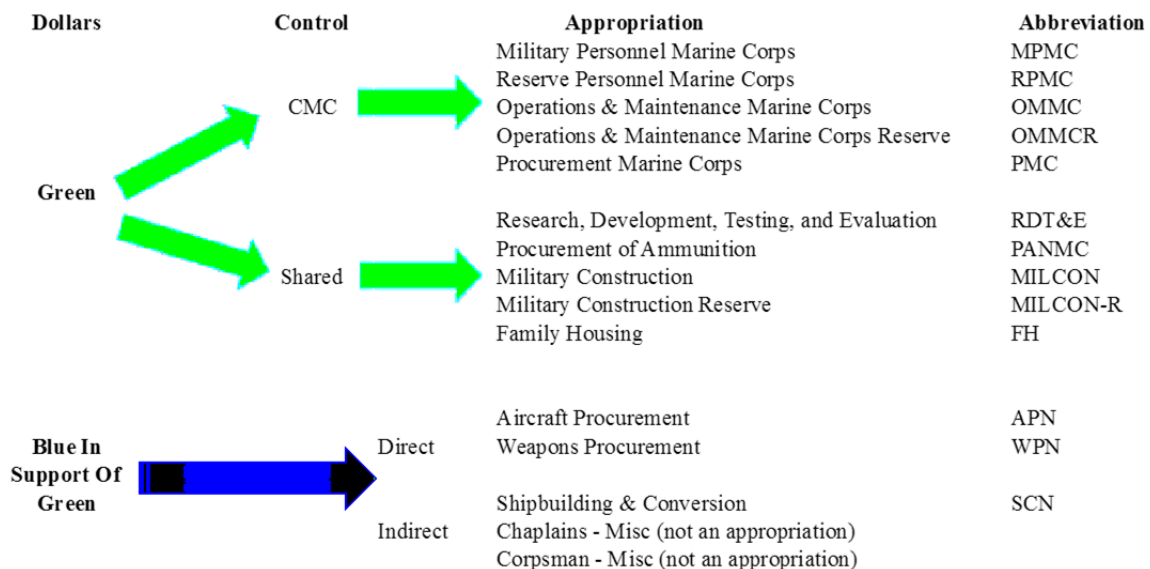 Dollars Control Appropriation Abbreviation
Military Personnel Marine Corps MPMC
Reserve Personnel Marine Corps RPMC
CMC Operations & Maintenance Marine Corps OMMC
Operations & Maintenance Marine Corps Reserve OMMCR
Procurement Marine Corps PMC
Green
Research, Development, Testing, and Evaluation RDT&E
Procurement of Ammunition PANMC
Shared Military Construction MILCON
Military Construction Reserve MILCON-R
Family Housing FH
Aircraft Procurement APN
Blue In Direct Weapons Procurement WPN
Support Of
Green Shipbuilding & Conversion SCN
Indirect Chaplains - Misc (not an appropriation)
Corpsman - Misc (not an appropriation)